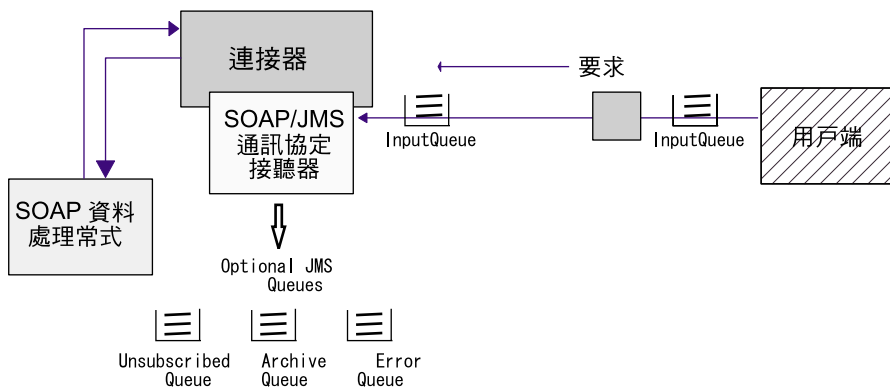 連接器
要求
SOAP/JMS
通訊協定
接聽器
InputQueue
InputQueue
用戶端
SOAP 資料
處理常式
Optional JMS
Queues
Unsubscribed
Queue
Archive
Queue
Error
Queue